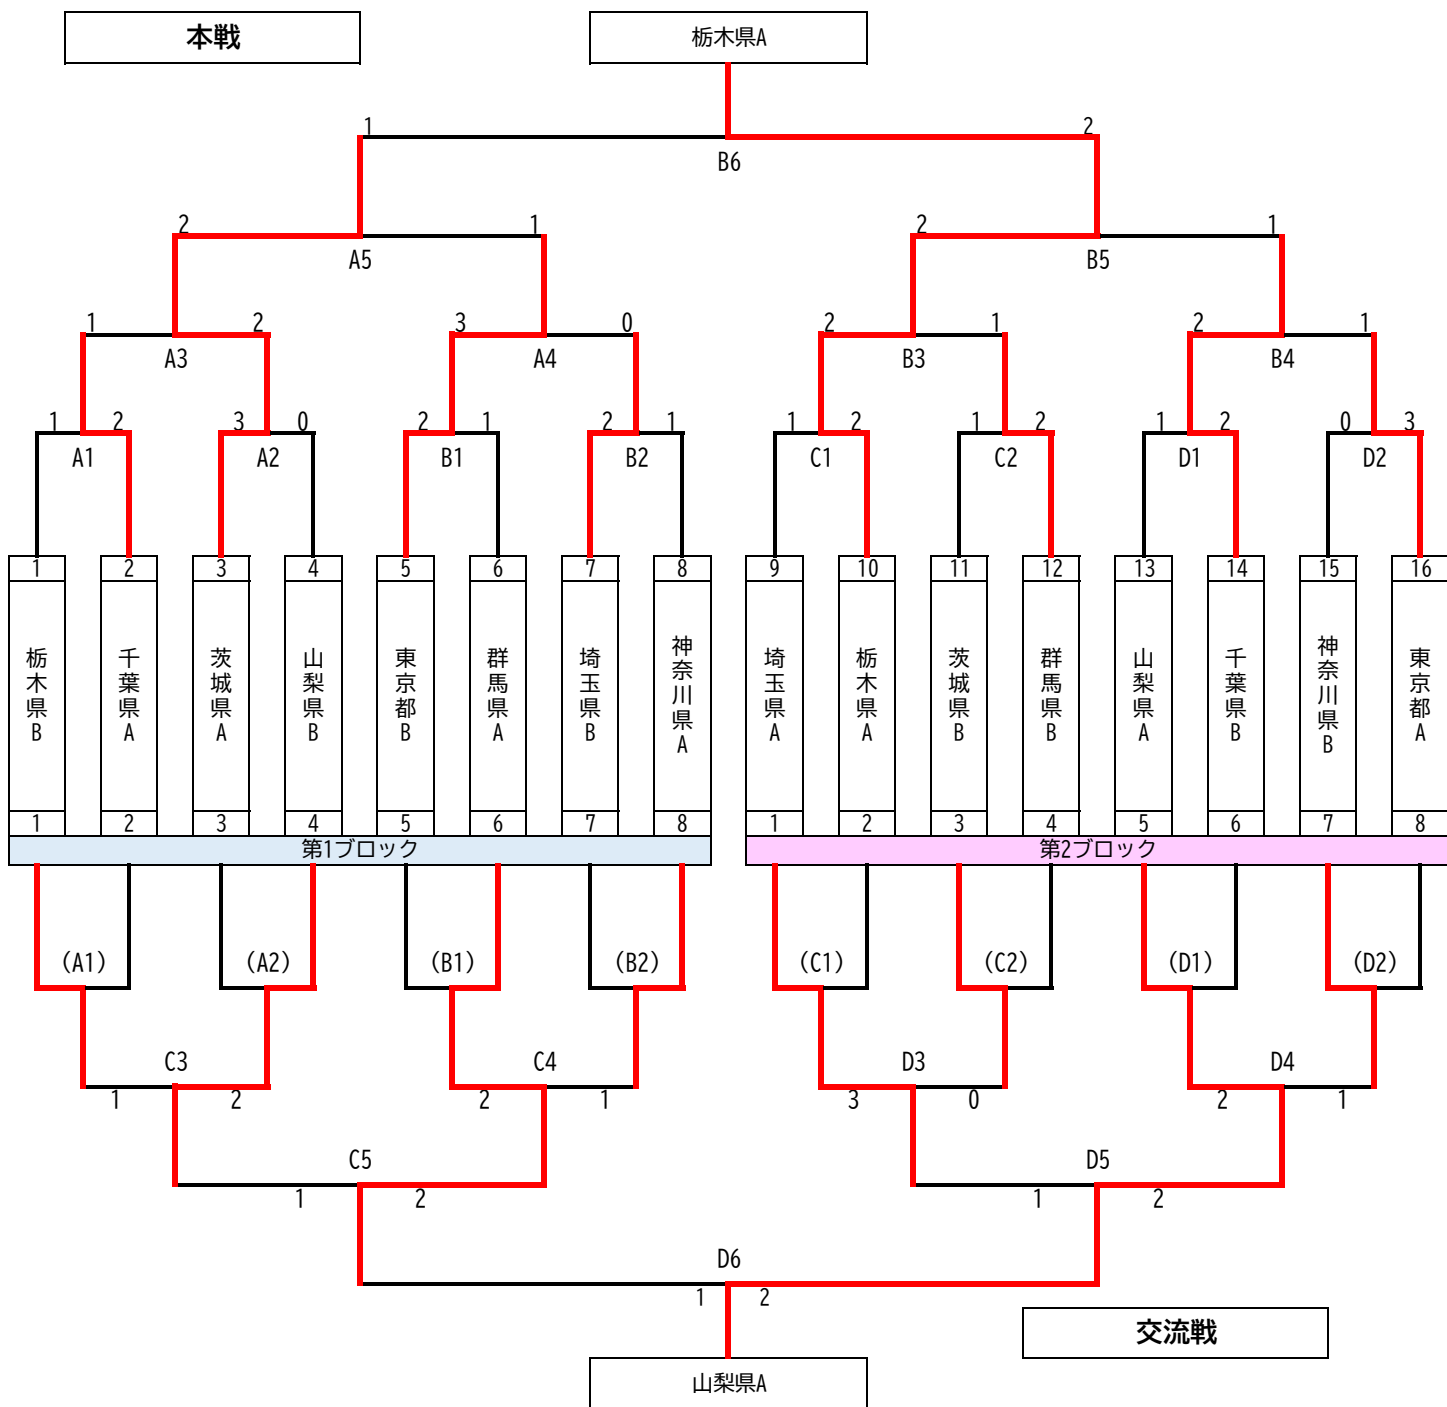 本戦 栃木県A
1 2
B6
2 1 2 1
A5 B5
1 2 3 0 2 1 2 1
A3 A4 B3 B4
1 2 3 0 2 1 2 1 1 2 1 2 1 2 0 3
A1 A2 B1 B2 C1 C2 D1 D2
1 2 3 4 5 6 7 8 9 10 11 12 13 14 15 16
栃木県B
千葉県A
茨城県A
山梨県B
東京都B
群馬県A
埼玉県B
神奈川県A
埼玉県A
栃木県A
茨城県B
群馬県B
山梨県A
千葉県B
神奈川県B
東京都A
1 2 3 4 5 6 7 8 1 2 3 4 5 6 7 8
第1ブロック 第2ブロック
(A1) (A2) (B1) (B2) (C1) (C2) (D1) (D2)
C3 C4 D3 D4
1 2 2 1 3 0 2 1
C5 D5
1 2 1 2
D6
1 2
交流戦
山梨県A